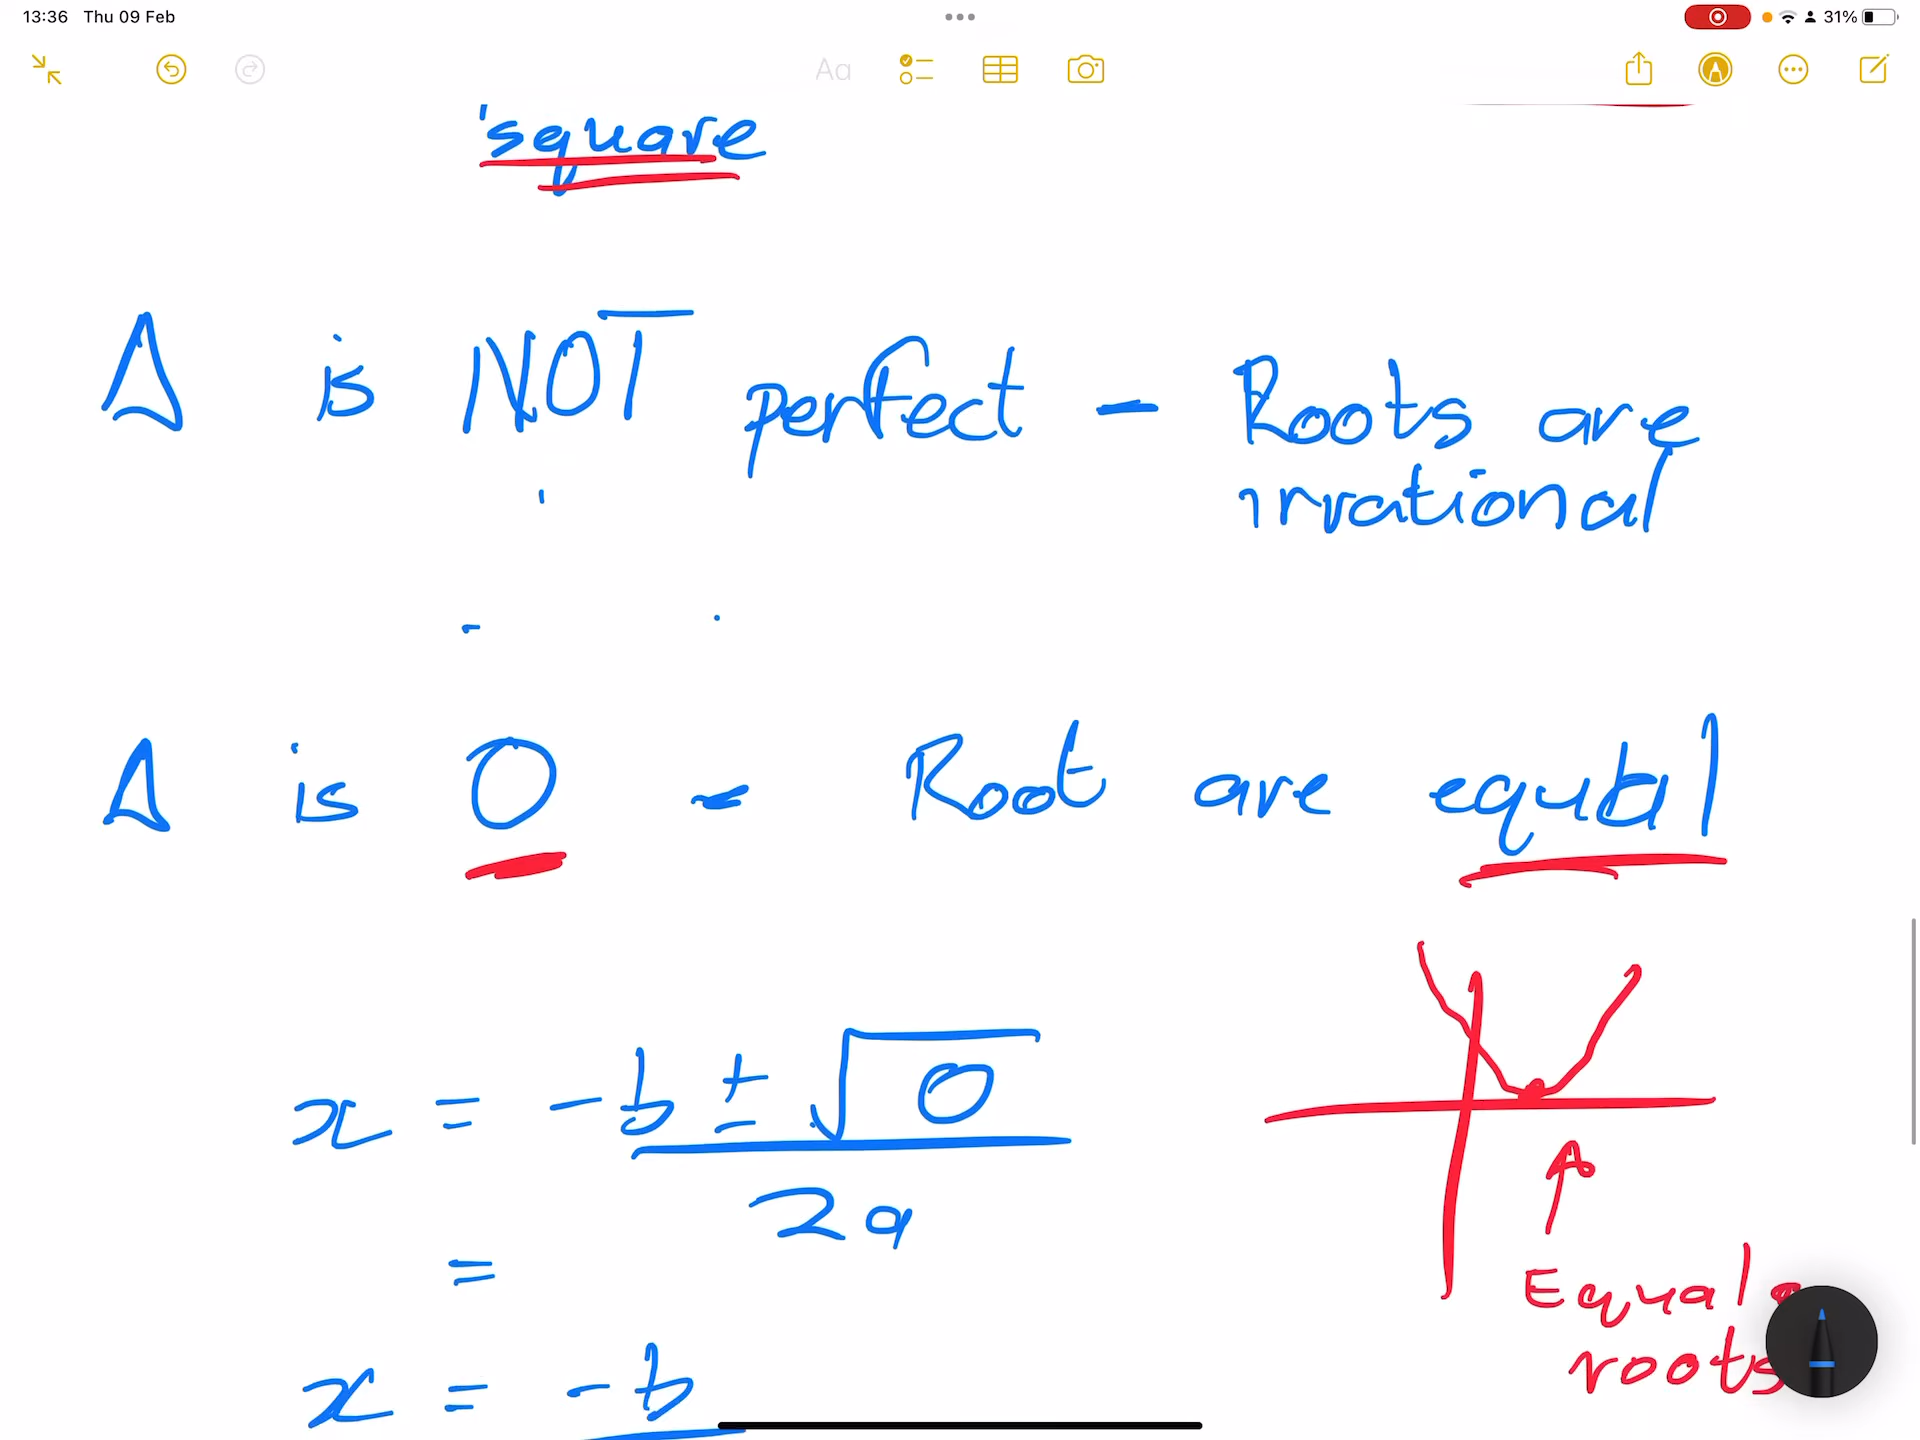 13:36 Thu 09 Feb
31%
Aa
square
Δ is NOT perfect - Roots are
irrational
Δ is 0 - Root are equal
x = -b ± √0
2a
=
Equal
roots
x = -b